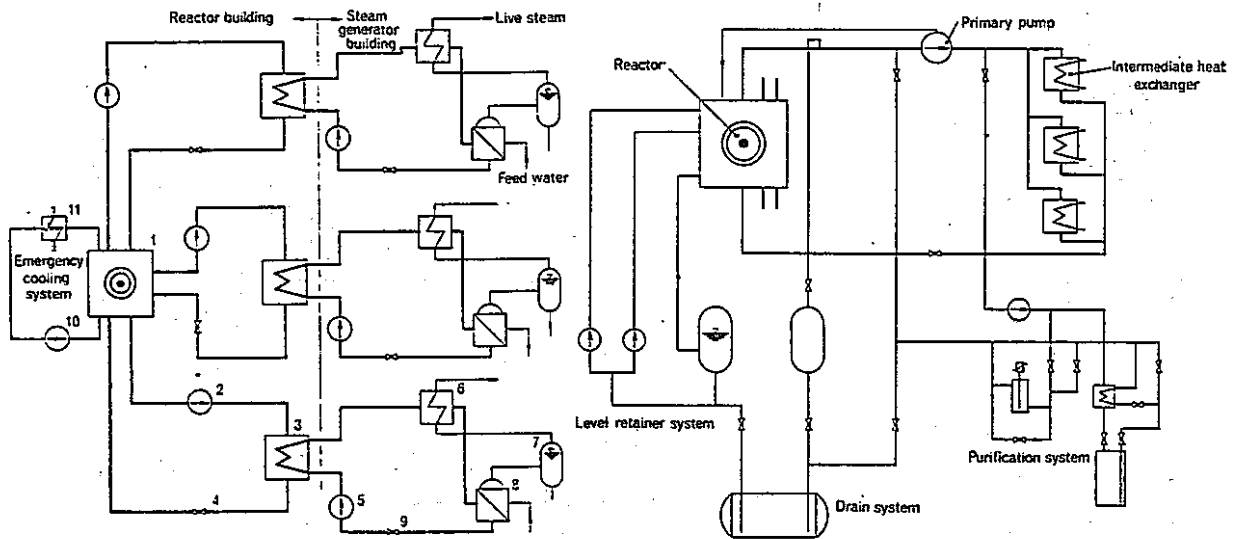 Reactor building
Steam
generator
building
Live steam
Feed water
11
1
Emergency
cooling
system
10
2
3
4
5
6
7
8
9
Primary pump
Reactor
Intermediate heat
exchanger
Level retainer system
Purification system
Drain system